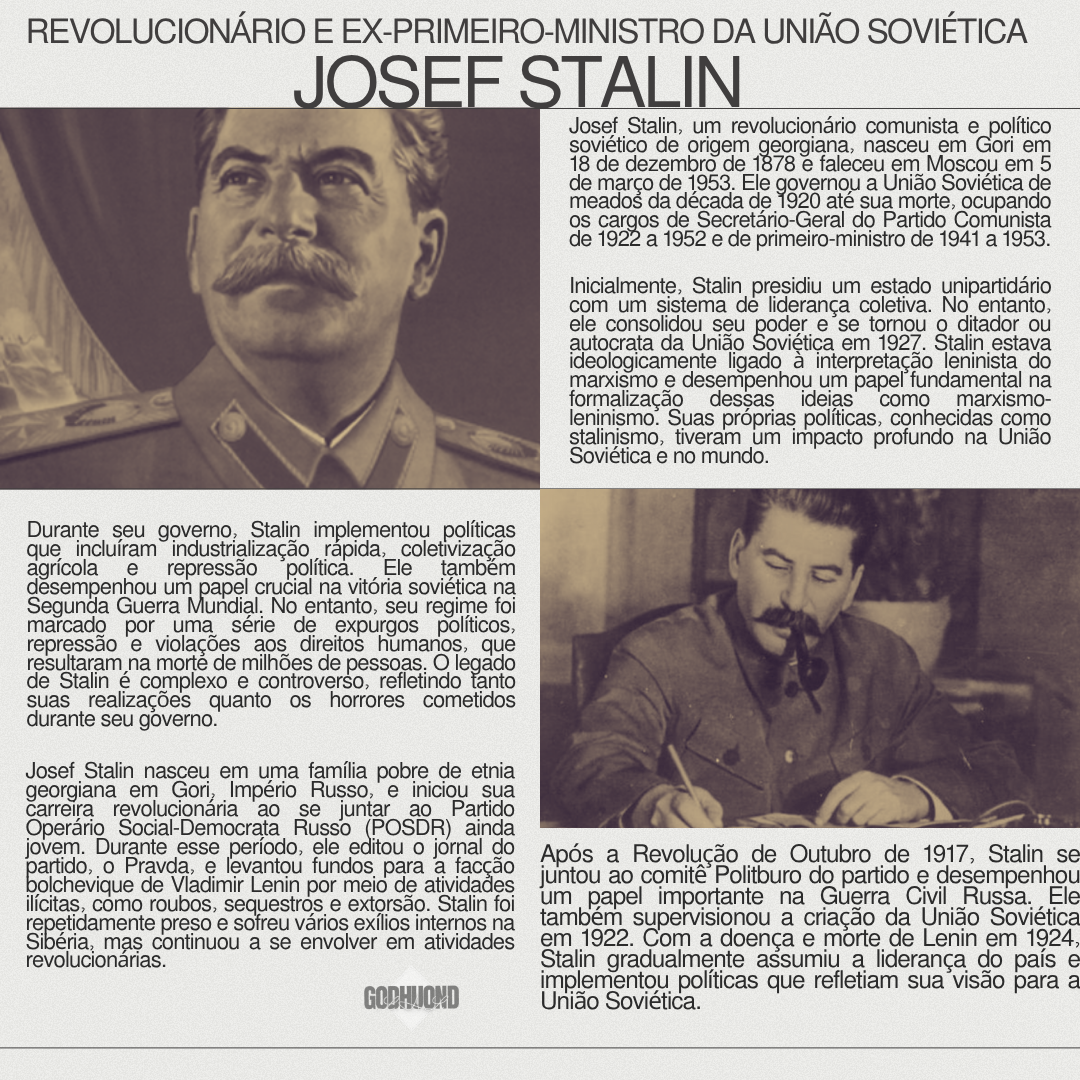 REVOLUCIONÁRIO E EX-PRIMEIRO-MINISTRO DA UNIÃO SOVIÉTICA
JOSEF STALIN
Josef Stalin, um revolucionário comunista e político
soviético de origem georgiana, nasceu em Gori em
18 de dezembro de 1878 e faleceu em Moscou em 5
de março de 1953. Ele governou a União Soviética de
meados da década de 1920 até sua morte, ocupando
os cargos de Secretário-Geral do Partido Comunista
de 1922 a 1952 e de primeiro-ministro de 1941 a 1953.
Inicialmente, Stalin presidiu um estado unipartidário
com um sistema de liderança coletiva. No entanto,
ele consolidou seu poder e se tornou o ditador ou
autocrata da União Soviética em 1927. Stalin estava
ideologicamente ligado à interpretação leninista do
marxismo e desempenhou um papel fundamental na
formalização dessas ideias como marxismo-
leninismo. Suas próprias políticas, conhecidas como
stalinismo, tiveram um impacto profundo na União
Soviética e no mundo.
Durante seu governo, Stalin implementou políticas
que incluíram industrialização rápida, coletivização
agrícola e repressão política. Ele também
desempenhou um papel crucial na vitória soviética na
Segunda Guerra Mundial. No entanto, seu regime foi
marcado por uma série de expurgos políticos,
repressão e violações aos direitos humanos, que
resultaram na morte de milhões de pessoas. O legado
de Stalin é complexo e controverso, refletindo tanto
suas realizações quanto os horrores cometidos
durante seu governo.
Josef Stalin nasceu em uma família pobre de etnia
georgiana em Gori, Império Russo, e iniciou sua
carreira revolucionária ao se juntar ao Partido
Operário Social-Democrata Russo (POSDR) ainda
jovem. Durante esse período, ele editou o jornal do
partido, o Pravda, e levantou fundos para a facção
bolchevique de Vladimir Lenin por meio de atividades
ilícitas, como roubos, sequestros e extorsão. Stalin foi
repetidamente preso e sofreu vários exílios internos na
Sibéria, mas continuou a se envolver em atividades
revolucionárias.
Após a Revolução de Outubro de 1917, Stalin se
juntou ao comitê Politburo do partido e desempenhou
um papel importante na Guerra Civil Russa. Ele
também supervisionou a criação da União Soviética
em 1922. Com a doença e morte de Lenin em 1924,
Stalin gradualmente assumiu a liderança do país e
implementou políticas que refletiam sua visão para a
União Soviética.
GODHUOND